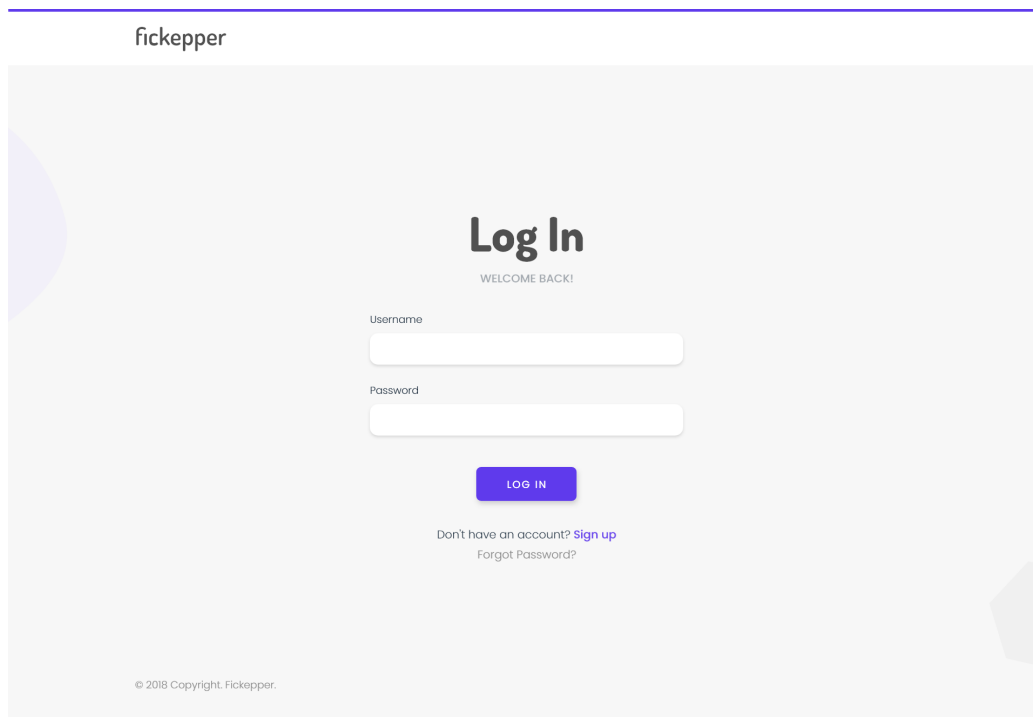 fickepper
Log In
WELCOME BACK!
Username
Password
LOG IN
Don't have an account? Sign up
Forgot Password?
© 2018 Copyright. Fickepper.